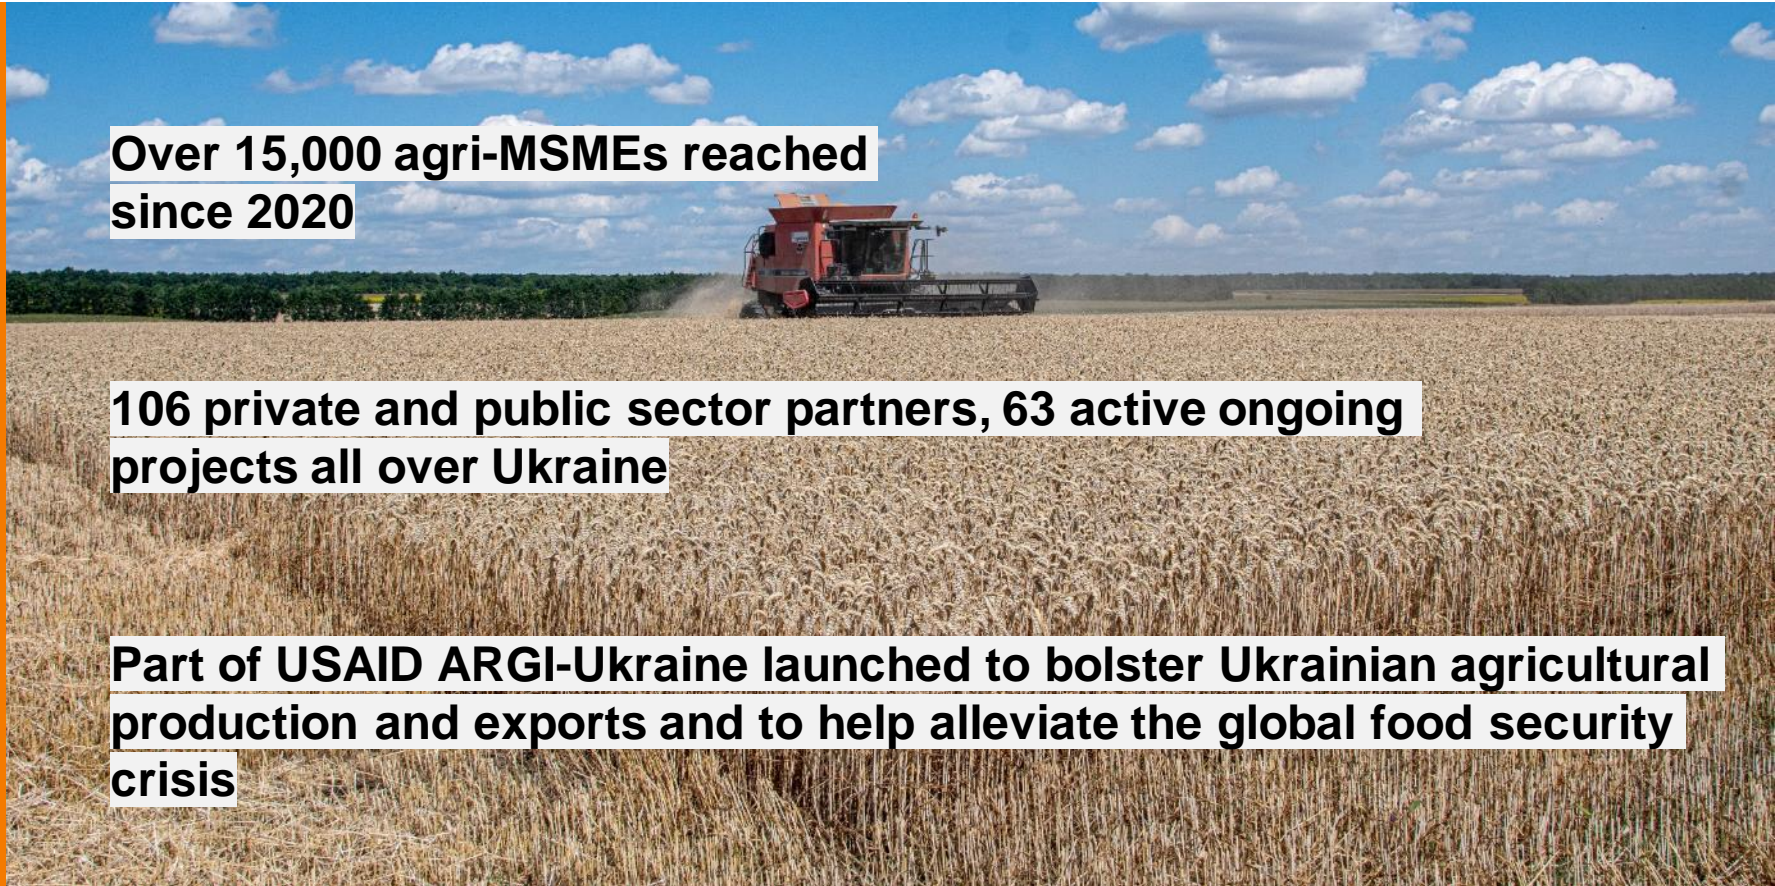 Over 15,000 agri-MSMEs reached
since 2020
106 private and public sector partners, 63 active ongoing
projects all over Ukraine
Part of USAID ARGI-Ukraine launched to bolster Ukrainian agricultural
production and exports and to help alleviate the global food security
crisis